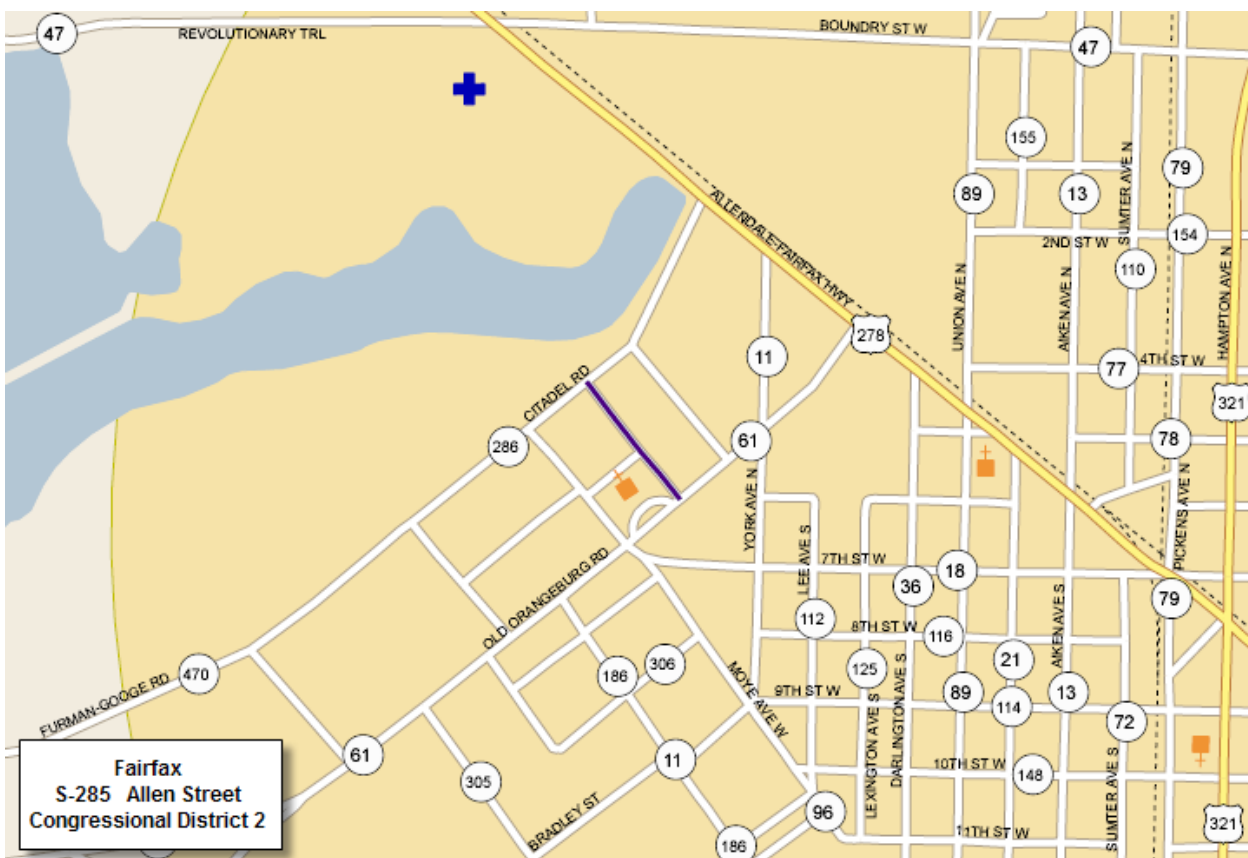 47
REVOLUTIONARY TRL
BOUNDRY ST W
47
155
79
89
13
SUMTER AVE N
ALLENDALE-FAIRFAX HWY
2ND ST W
154
110
UNION AVE N
AIKEN AVE N
HAMPTON AVE N
278
11
77
4TH ST W
321
CITADEL RD
286
61
78
YORK AVE N
PICKENS AVE N
OLD ORANGEBURG RD
LEE AVE S
7TH ST W
18
36
79
112
8TH ST W
116
AIKEN AVE S
21
125
306
186
470
MOYE AVE W
9TH ST W
LEXINGTON AVE S
DARLINGTON AVE S
89
114
13
72
FURMAN-GOOGE RD
61
11
305
10TH ST W
148
SUMTER AVE S
BRADLEY ST
96
186
11TH ST W
321
Fairfax
S-285 Allen Street
Congressional District 2